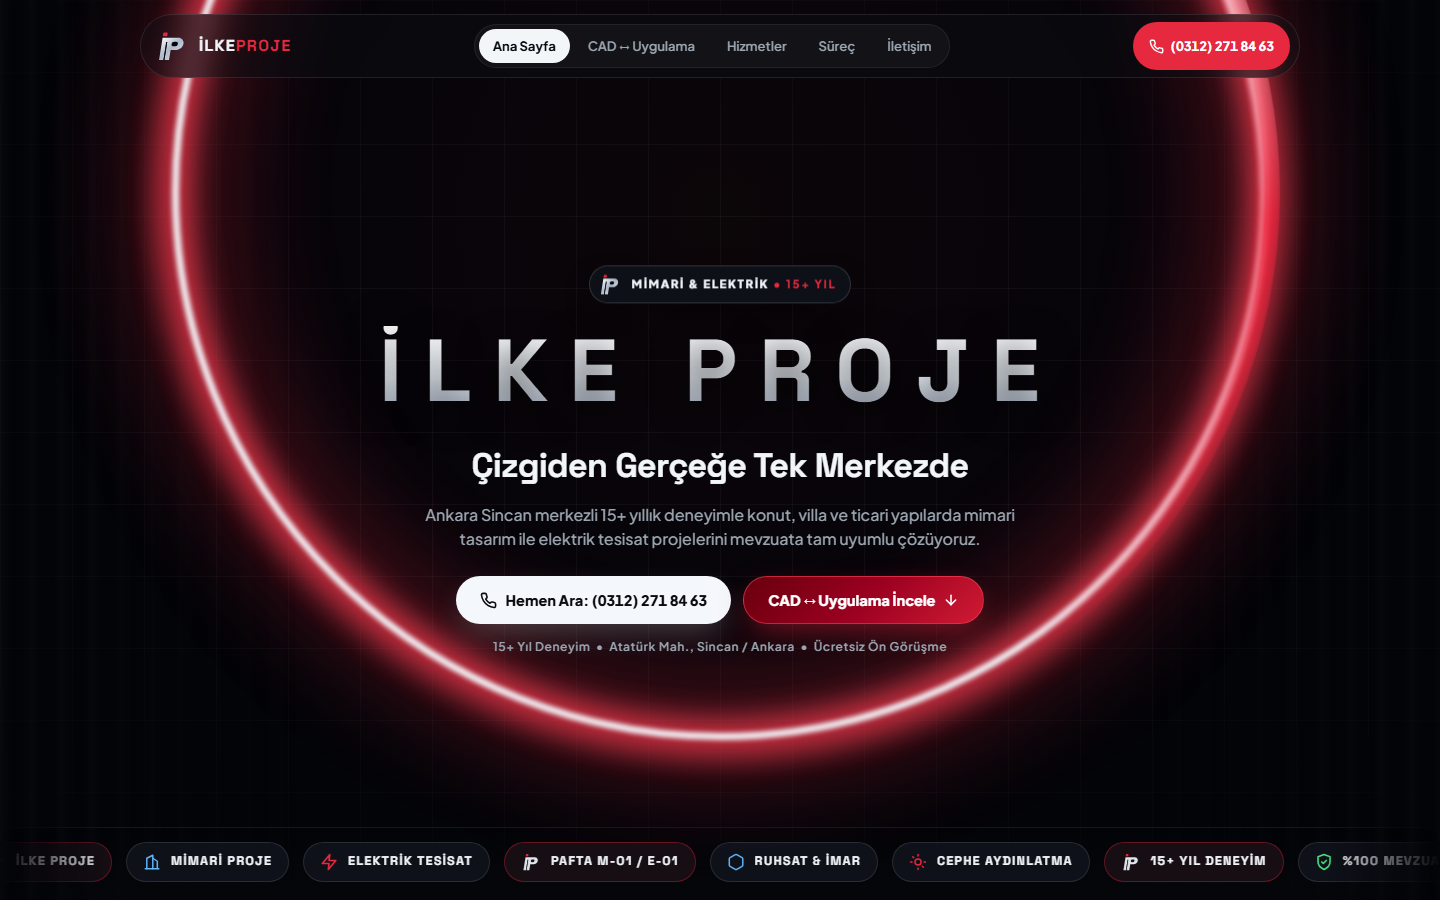 İLKEPROJE
Ana Sayfa
CAD ↔ Uygulama
Hizmetler
Süreç
İletişim
(0312) 271 84 63
MİMARİ & ELEKTRİK • 15+ YIL
İLKE PROJE
Çizgiden Gerçeğe Tek Merkezde
Ankara Sincan merkezli 15+ yıllık deneyimle konut, villa ve ticari yapılarda mimari
tasarım ile elektrik tesisat projelerini mevzuata tam uyumlu çözüyoruz.
Hemen Ara: (0312) 271 84 63
CAD ↔ Uygulama İncele ↓
15+ Yıl Deneyim • Atatürk Mah., Sincan / Ankara • Ücretsiz Ön Görüşme
İLKE PROJE
MİMARİ PROJE
ELEKTRİK TESİSAT
PAFTA M-01 / E-01
RUHSAT & İMAR
CEPHE AYDINLATMA
15+ YIL DENEYİM
%100